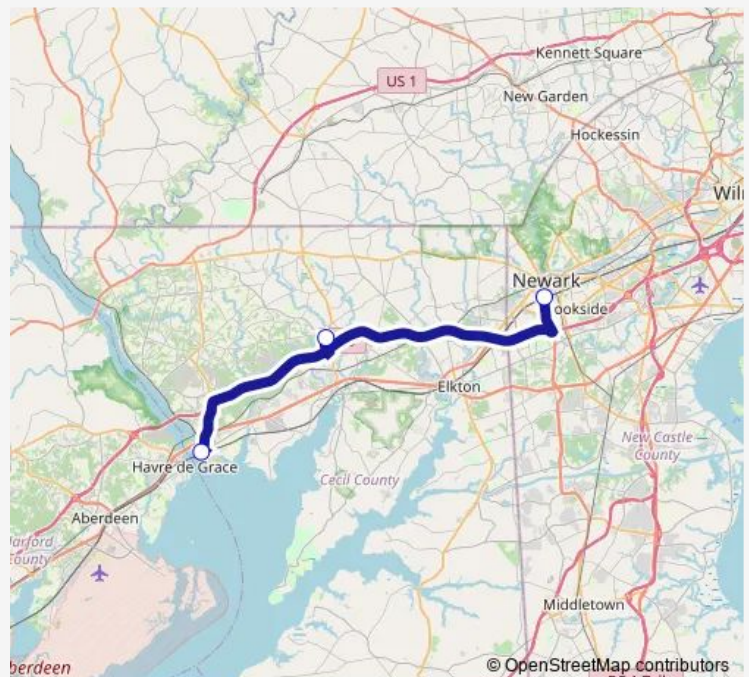 Kennett Square
US 1
New Garden
Hockessin
Wil
Newark
ookside
Elkton
New Castle
County
Havre de Grace
Cecil County
Aberdeen
arford
County
Middletown
berdeen
© OpenStreetMap contributors